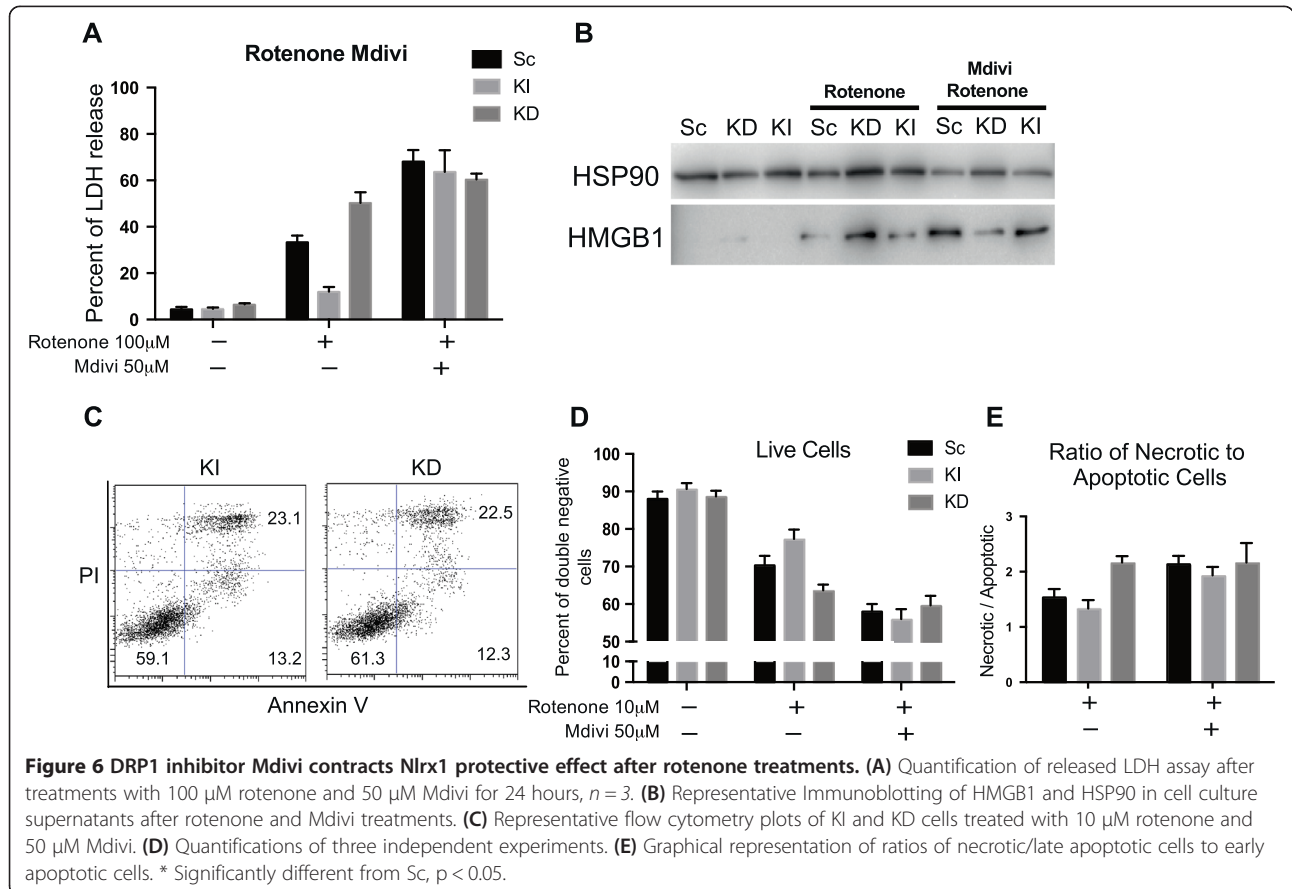 A
Rotenone Mdivi
Sc
KI
KD
Percent of LDH release
100
80
60
40
20
0
Rotenone 100μM – + +
Mdivi 50μM – – +
B
Rotenone
Mdivi
Rotenone
Sc KD KI Sc KD KI Sc KD KI
HSP90
HMGB1
C
KI KD
PI
23.1
59.1
13.2
22.5
61.3
12.3
Annexin V
D
Live Cells
Sc
KI
KD
Percent of double negative
cells
100
90
80
70
60
50
10
0
Rotenone 10μM – + +
Mdivi 50μM – – +
E
Ratio of Necrotic to
Apoptotic Cells
Necrotic / Apoptotic
3
2
1
0
+ +
– +
Figure 6 DRP1 inhibitor Mdivi contracts Nlrx1 protective effect after rotenone treatments. (A) Quantification of released LDH assay after
treatments with 100 μM rotenone and 50 μM Mdivi for 24 hours, n = 3. (B) Representative Immunoblotting of HMGB1 and HSP90 in cell culture
supernatants after rotenone and Mdivi treatments. (C) Representative flow cytometry plots of KI and KD cells treated with 10 μM rotenone and
50 μM Mdivi. (D) Quantifications of three independent experiments. (E) Graphical representation of ratios of necrotic/late apoptotic cells to early
apoptotic cells. * Significantly different from Sc, p < 0.05.